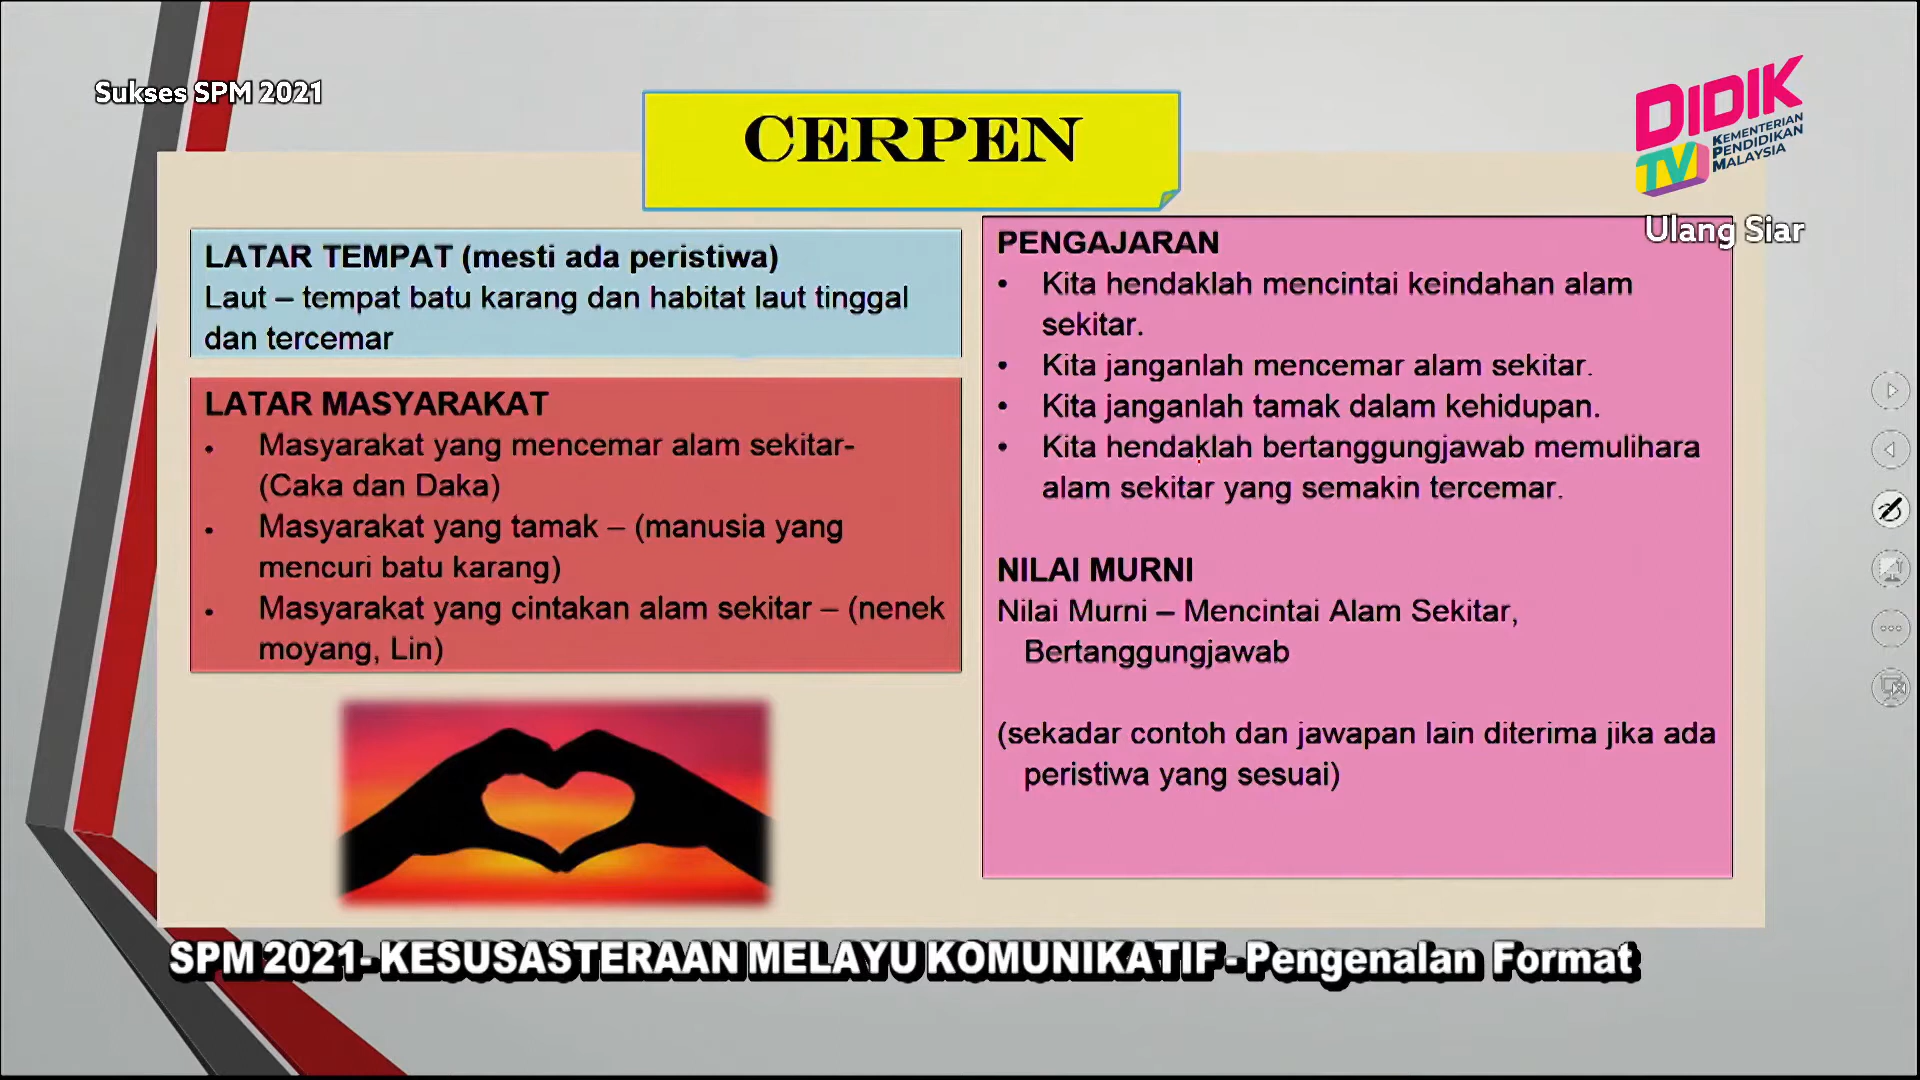 Sukses SPM 2021
DIDIK
TV
KEMENTERIAN
PENDIDIKAN
MALAYSIA
Ulang Siar
CERPEN
LATAR TEMPAT (mesti ada peristiwa)
Laut – tempat batu karang dan habitat laut tinggal
dan tercemar
LATAR MASYARAKAT
• Masyarakat yang mencemar alam sekitar-
(Caka dan Daka)
• Masyarakat yang tamak – (manusia yang
mencuri batu karang)
• Masyarakat yang cintakan alam sekitar – (nenek
moyang, Lin)
PENGAJARAN
• Kita hendaklah mencintai keindahan alam
sekitar.
• Kita janganlah mencemar alam sekitar.
• Kita janganlah tamak dalam kehidupan.
• Kita hendaklah bertanggungjawab memulihara
alam sekitar yang semakin tercemar.
NILAI MURNI
Nilai Murni – Mencintai Alam Sekitar,
Bertanggungjawab
(sekadar contoh dan jawapan lain diterima jika ada
peristiwa yang sesuai)
SPM 2021- KESUSASTERAAN MELAYU KOMUNIKATIF - Pengenalan Format